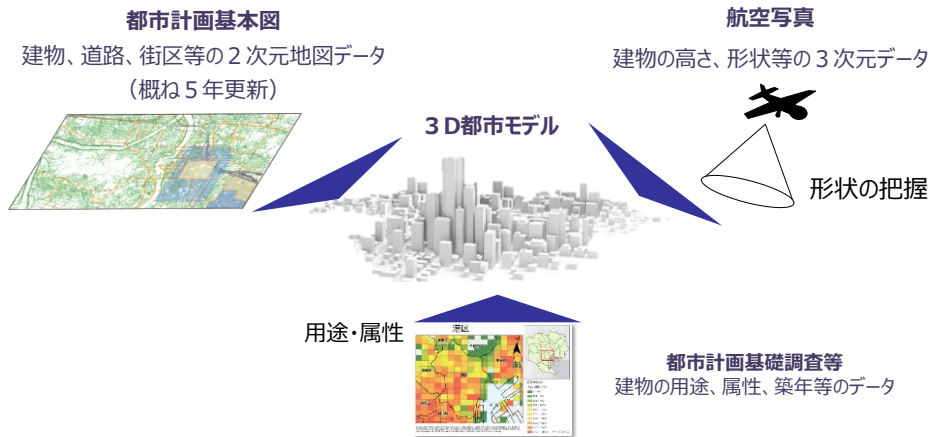 都市計画基本図
建物、道路、街区等の２次元地図データ
（概ね５年更新）
航空写真
建物の高さ、形状等の３次元データ
３D都市モデル
形状の把握
用途・属性
港区
都市計画基礎調査等
建物の用途、属性、築年等のデータ